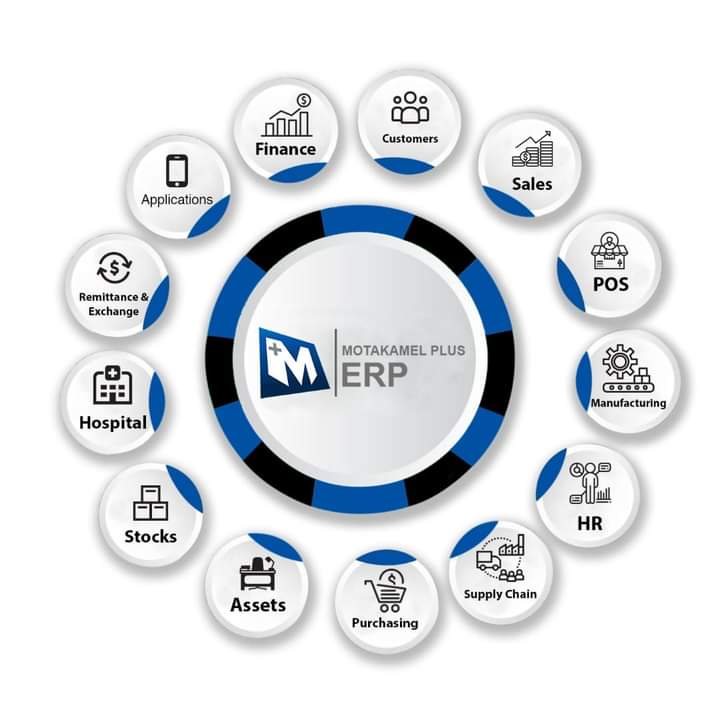 Finance
Customers
Sales
POS
Manufacturing
HR
Supply Chain
Purchasing
Assets
Stocks
Hospital
Remittance &
Exchange
Applications
+M
MOTAKAMEL PLUS
ERP